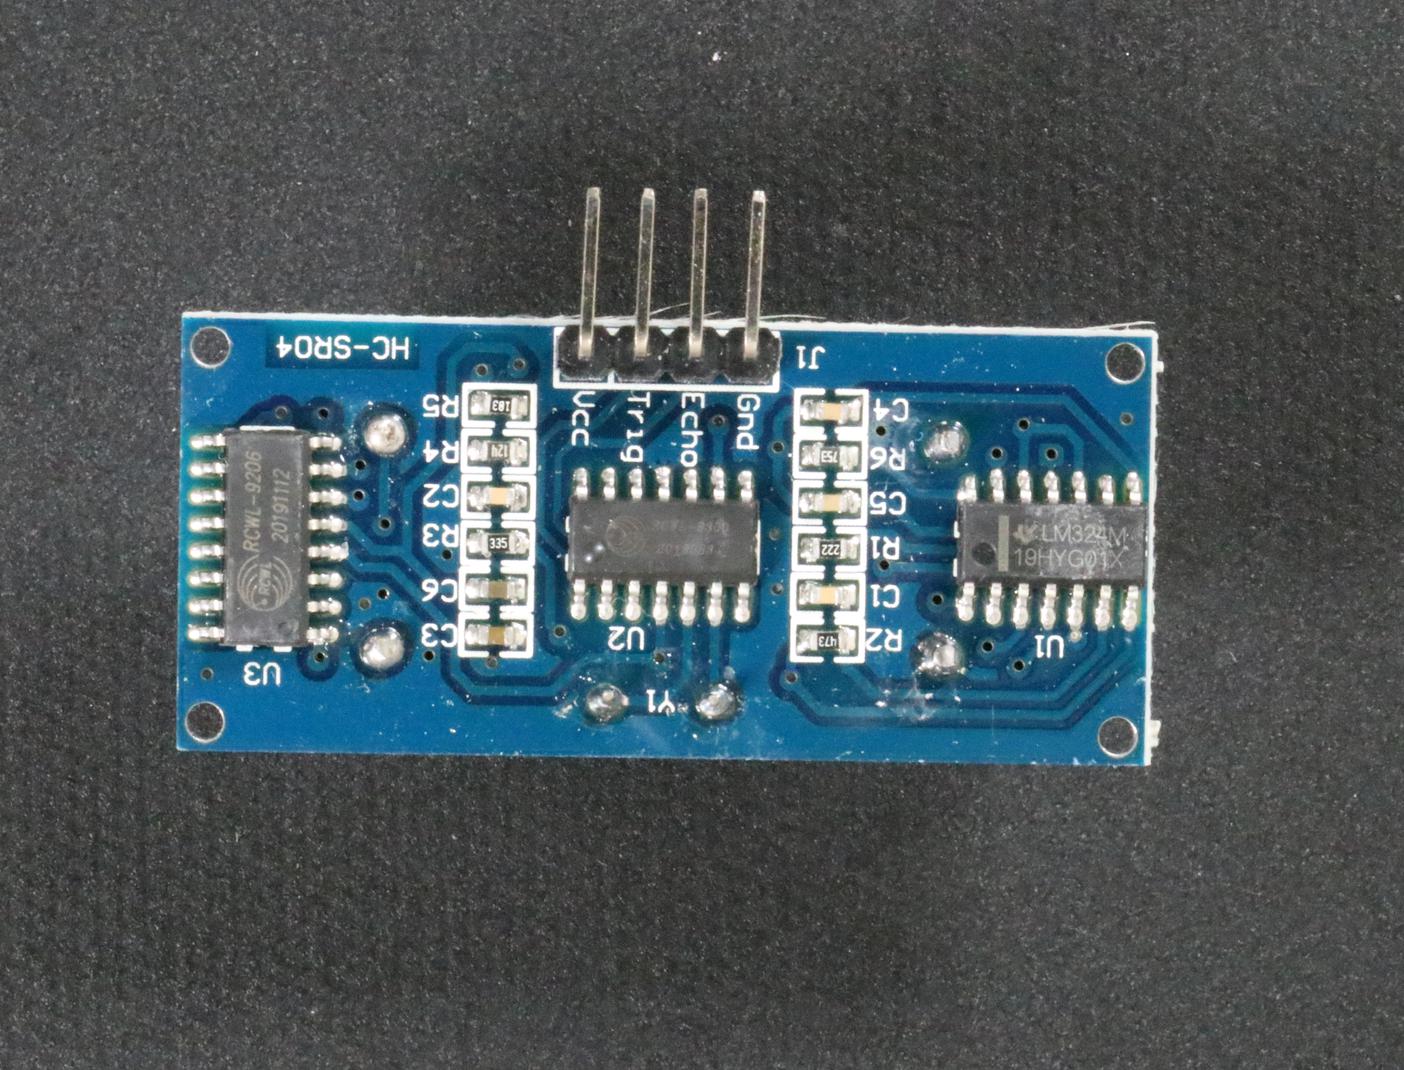 HC-SR04
J1
Vcc
Trig
Echo
Gnd
R5
183
R4
124
C2
R3
335
C6
C3
C4
R6
753
C5
R1
222
C1
R2
473
RCWL-9206
20191112
RCWL
U3
U2
Y1
LM324M
19HYG01X
U1